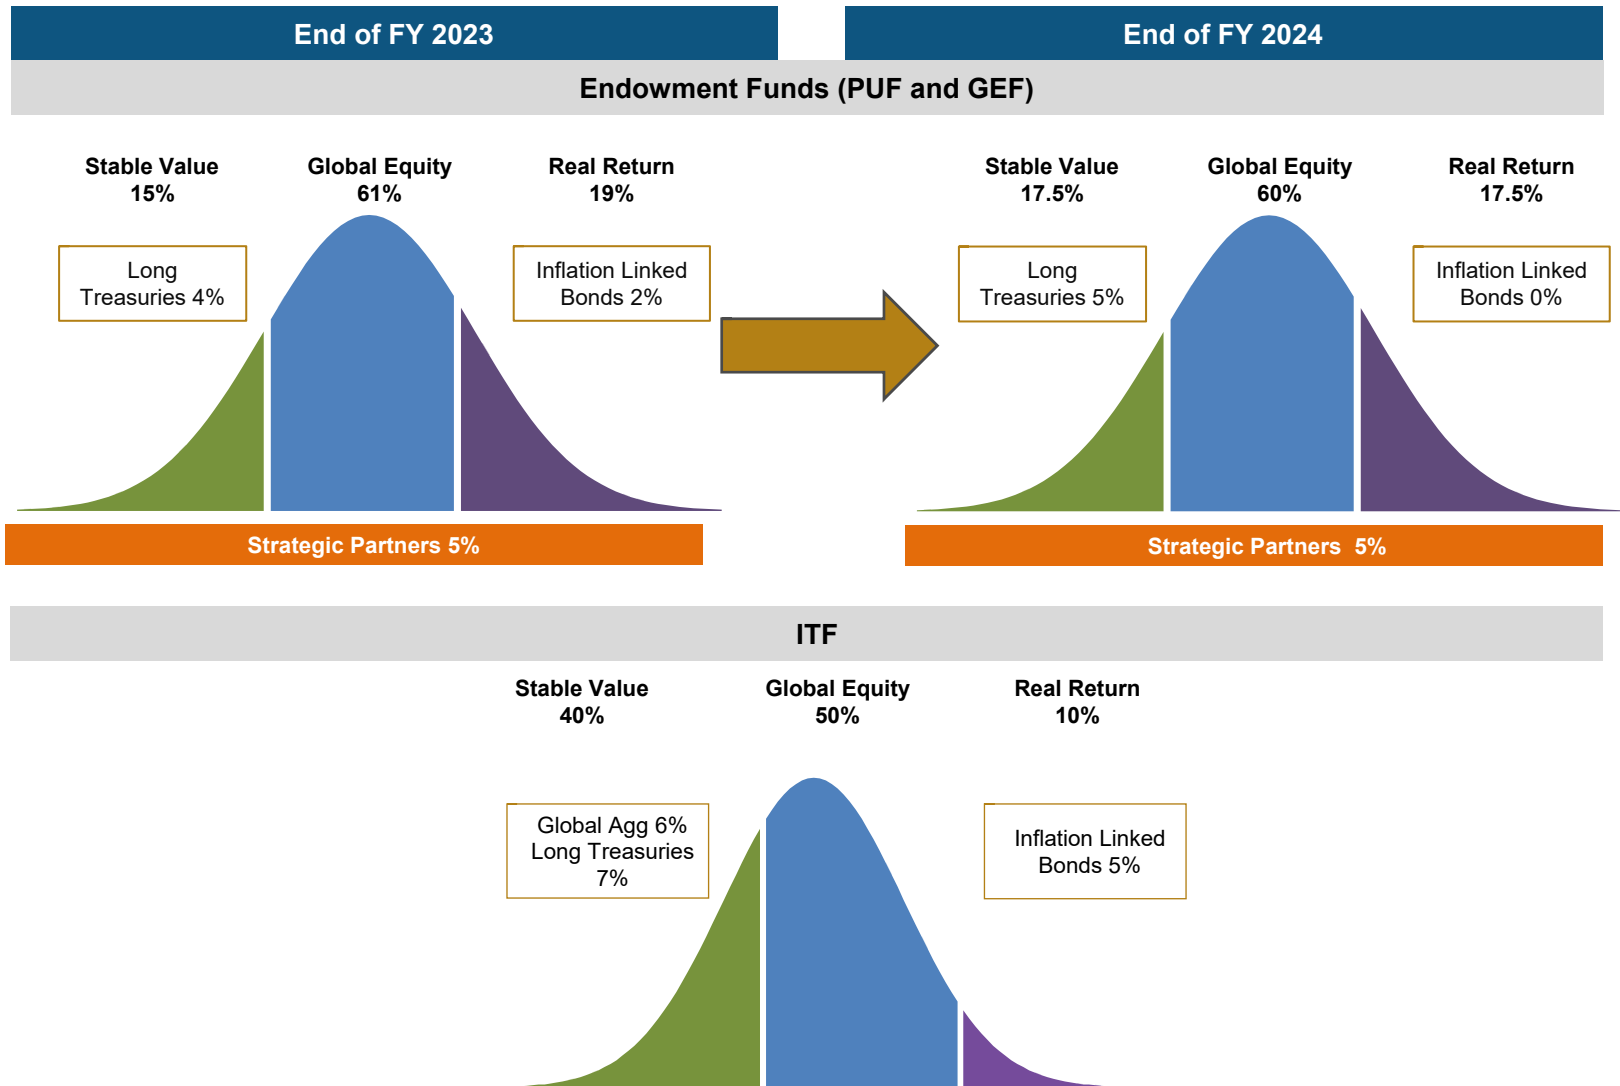 End of FY 2023
End of FY 2024
Endowment Funds (PUF and GEF)
Stable Value
15%
Global Equity
61%
Real Return
19%
Long
Treasuries 4%
Inflation Linked
Bonds 2%
Strategic Partners 5%
Stable Value
17.5%
Global Equity
60%
Real Return
17.5%
Long
Treasuries 5%
Inflation Linked
Bonds 0%
Strategic Partners 5%
ITF
Stable Value
40%
Global Equity
50%
Real Return
10%
Global Agg 6%
Long Treasuries
7%
Inflation Linked
Bonds 5%